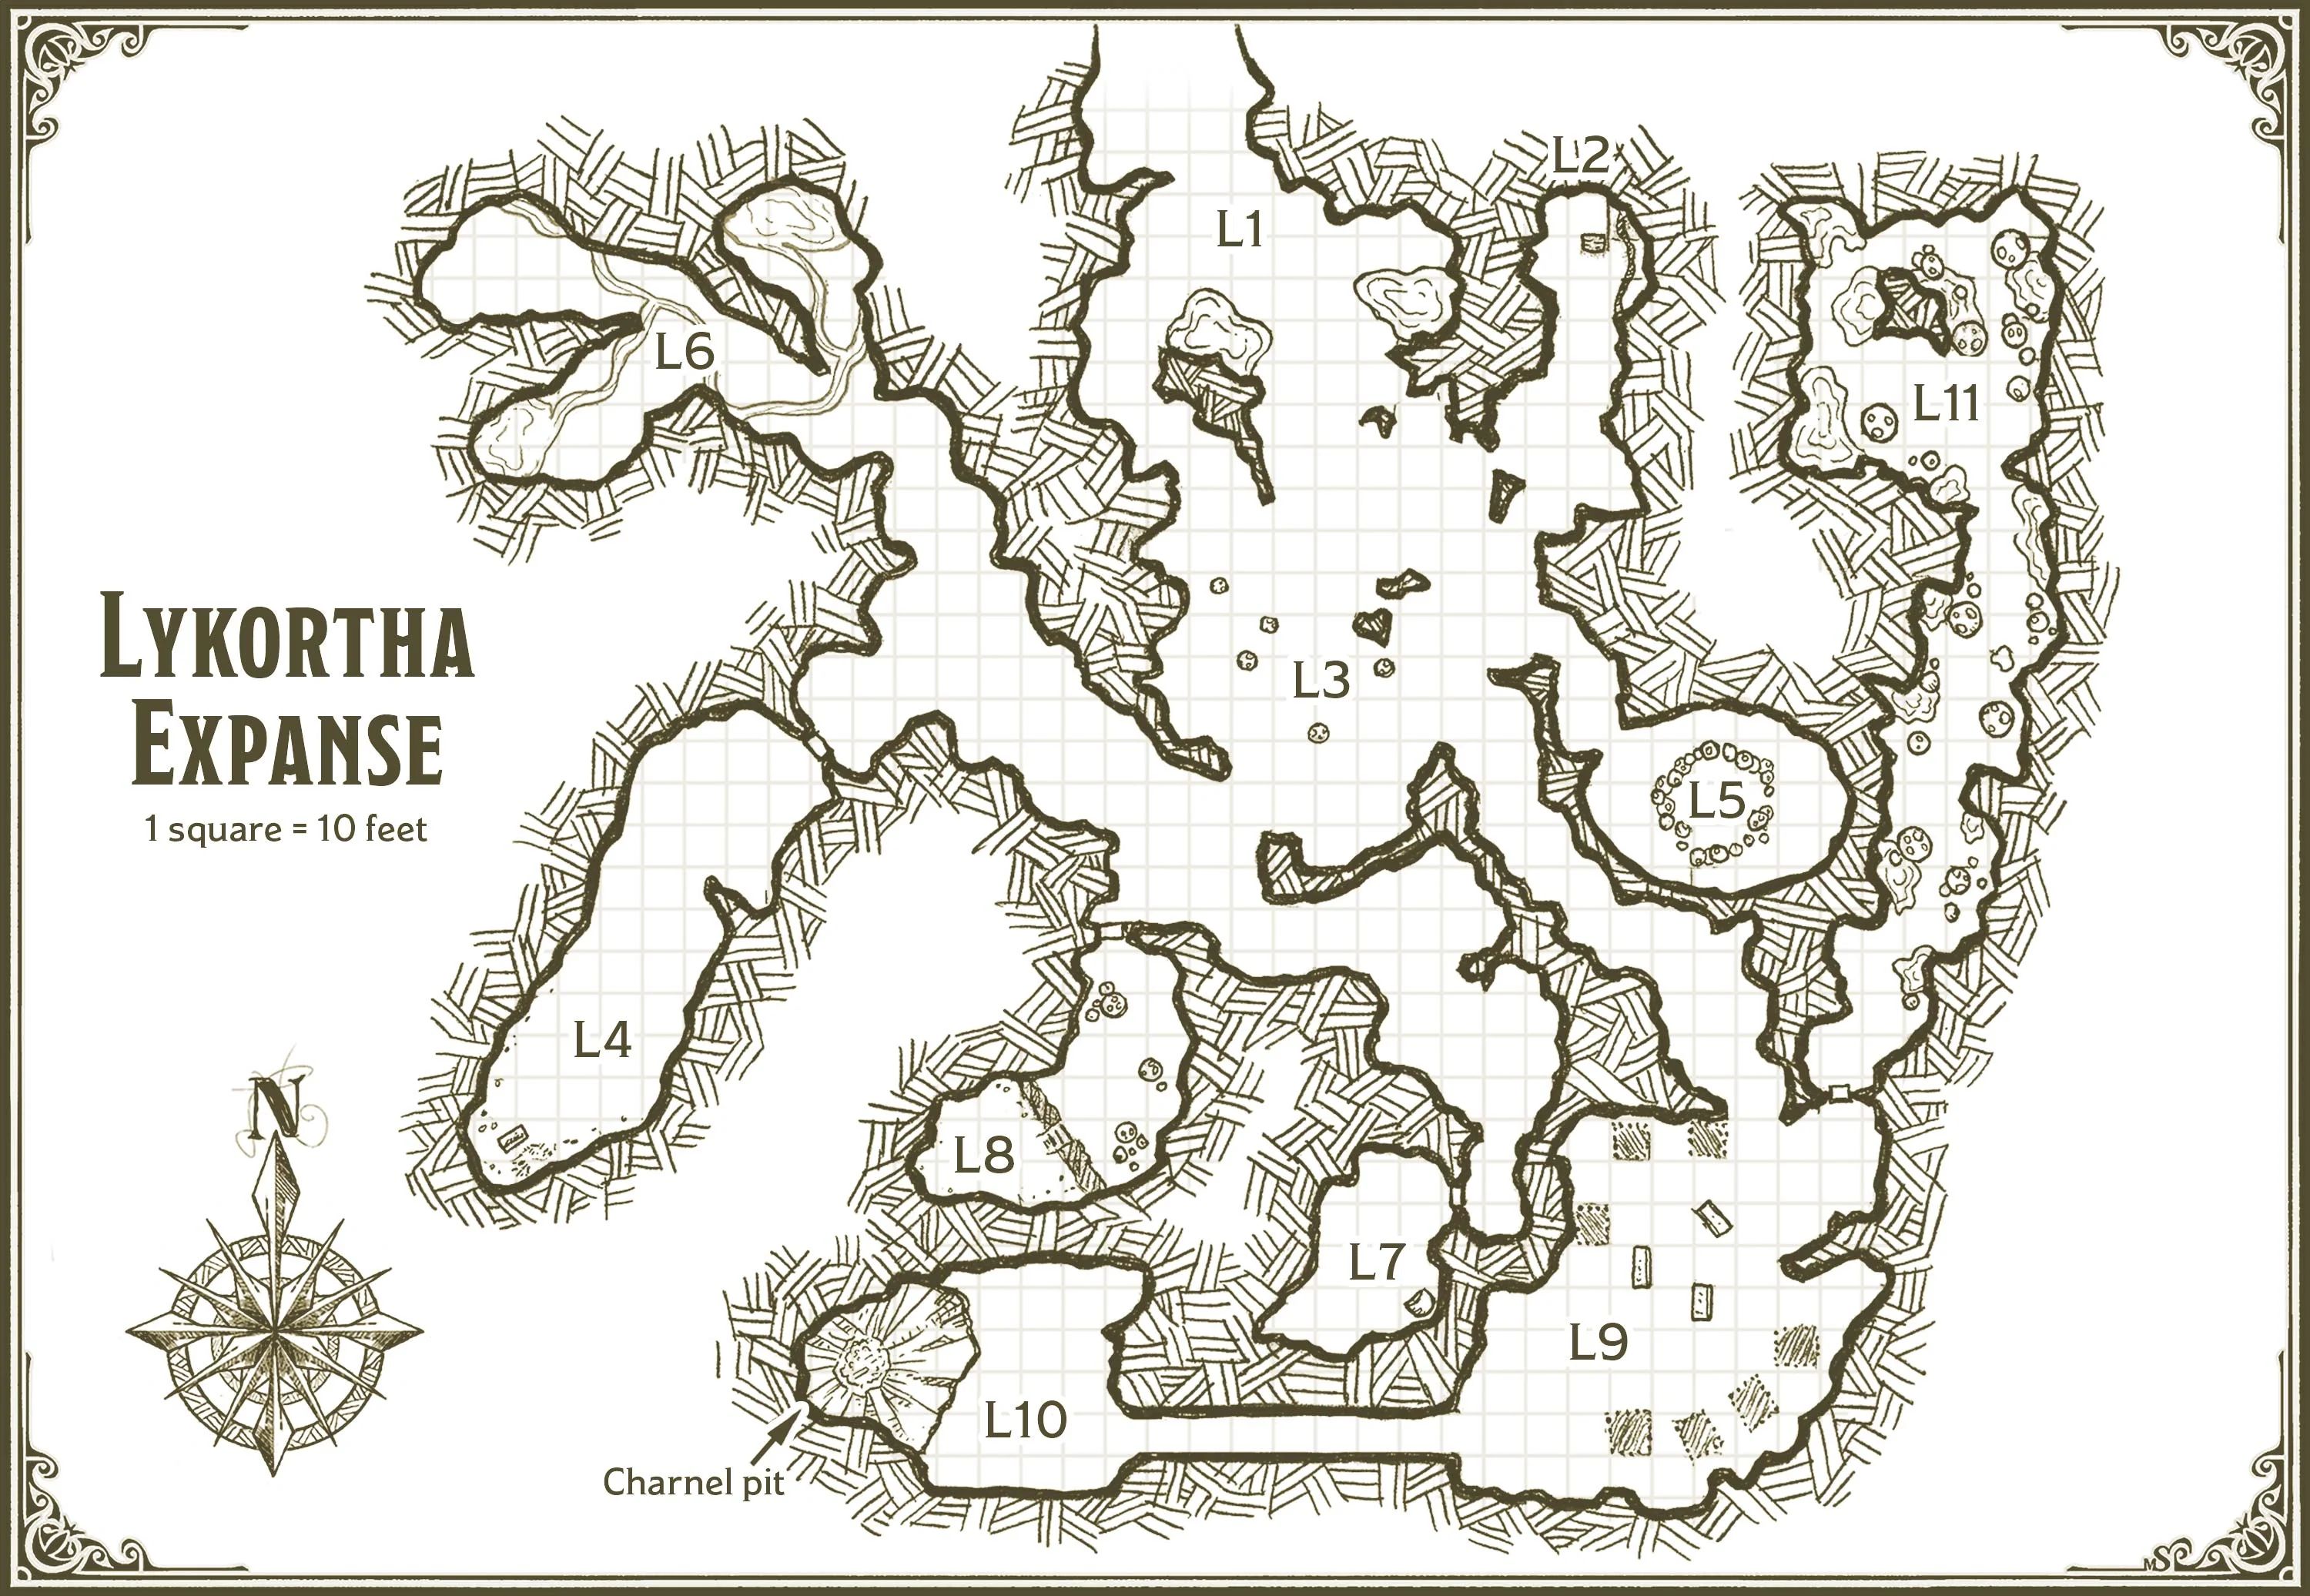 L2
L1
L6
L11
LYKORTHA
EXPANSE
1 square = 10 feet
L3
L5
L4
N
L8
L7
L9
L10
Charnel pit
MS